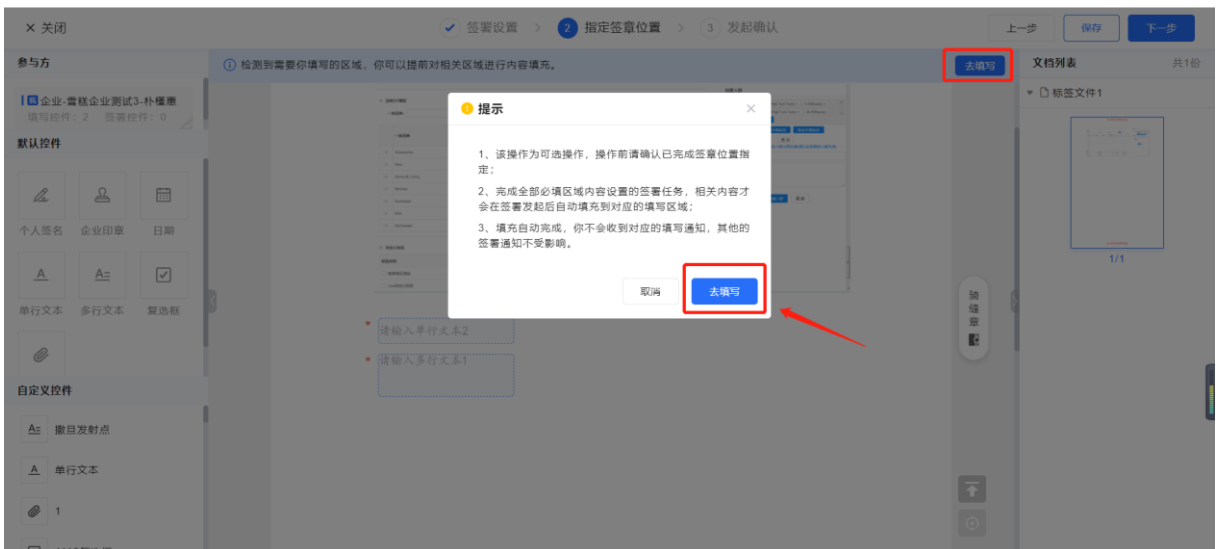 × 关闭
签署设置 > 2 指定签章位置 > 3 发起确认
上一步 保存 下一步
参与方
检测到需要你填写的区域，你可以提前对相关区域进行内容填充。
去填写
文档列表 共1份
企业-雪糕企业测试3-朴槿惠
填写控件：2 签署控件：0
标签文件1
默认控件
提示
1、该操作为可选操作，操作前请确认已完成签章位置指
定；
2、完成全部必填区域内容设置的签署任务，相关内容才
会在签署发起后自动填充到对应的填写区域；
3、填充自动完成，你不会收到对应的填写通知，其他的
签署通知不受影响。
取消 去填写
个人签名 企业印章 日期
1/1
单行文本 多行文本 复选框
骑
缝
章
* 请输入单行文本2
* 请输入多行文本1
自定义控件
撒旦发射点
单行文本
1